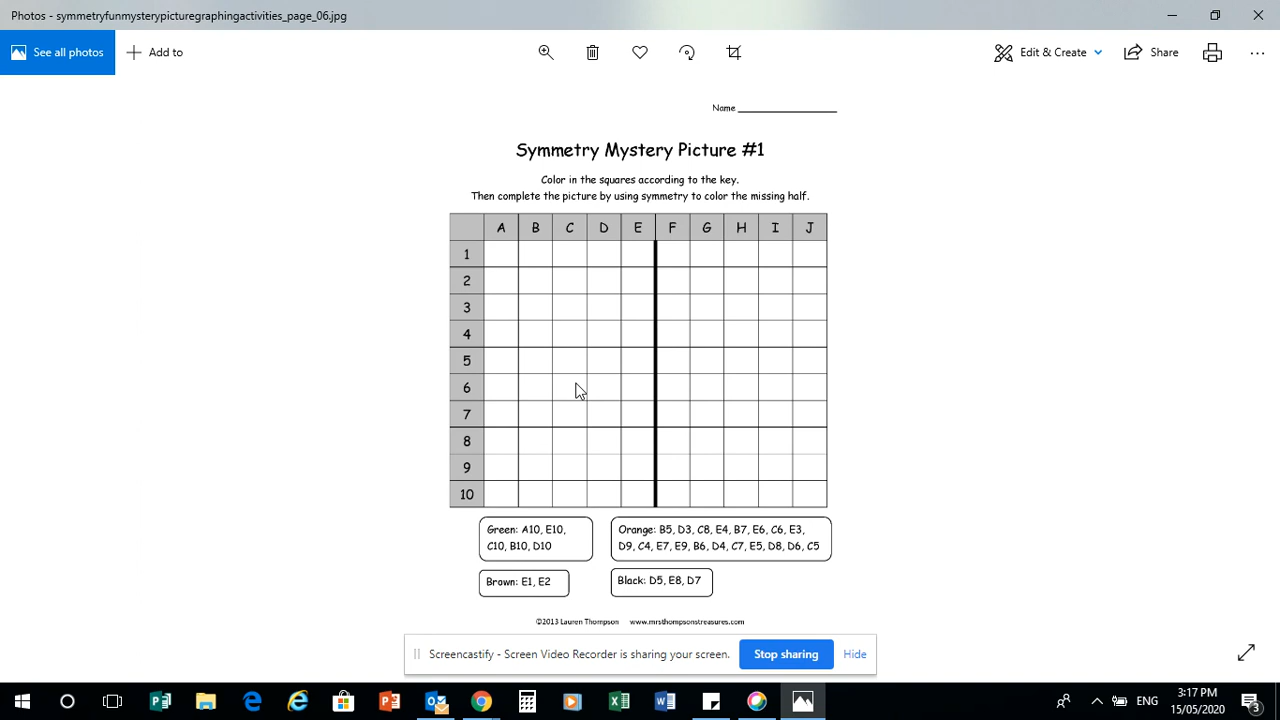 Photos - symmetryfunmysterypicturegraphingactivities_page_06.jpg
See all photos
Add to
Edit & Create
Share
Name
Symmetry Mystery Picture #1
Color in the squares according to the key.
Then complete the picture by using symmetry to color the missing half.
A B C D E F G H I J
1
2
3
4
5
6
7
8
9
10
Green: A10, E10,
C10, B10, D10
Orange: B5, D3, C8, E4, B7, E6, C6, E3,
D9, C4, E7, E9, B6, D4, C7, E5, D8, D6, C5
Brown: E1, E2
Black: D5, E8, D7
©2013 Lauren Thompson www.mrsthompsonstreasures.com
Screencastify - Screen Video Recorder is sharing your screen.
Stop sharing
Hide
ENG
3:17 PM
15/05/2020
3